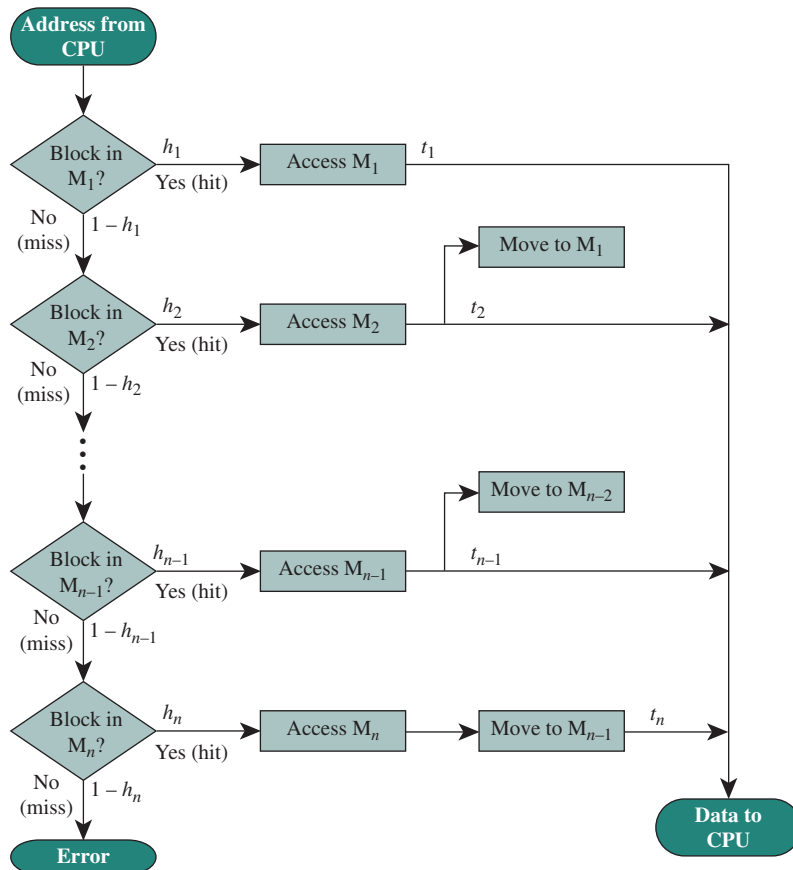 Address from
CPU
Block in
M₁?
h₁
Yes (hit)
Access M₁
t₁
No
(miss)
1 – h₁
Move to M₁
Block in
M₂?
h₂
Yes (hit)
Access M₂
t₂
No
(miss)
1 – h₂
Move to Mₙ₋₂
Block in
Mₙ₋₁?
hₙ₋₁
Yes (hit)
Access Mₙ₋₁
tₙ₋₁
No
(miss)
1 – hₙ₋₁
Block in
Mₙ?
hₙ
Yes (hit)
Access Mₙ
Move to Mₙ₋₁
tₙ
No
(miss)
1 – hₙ
Error
Data to
CPU